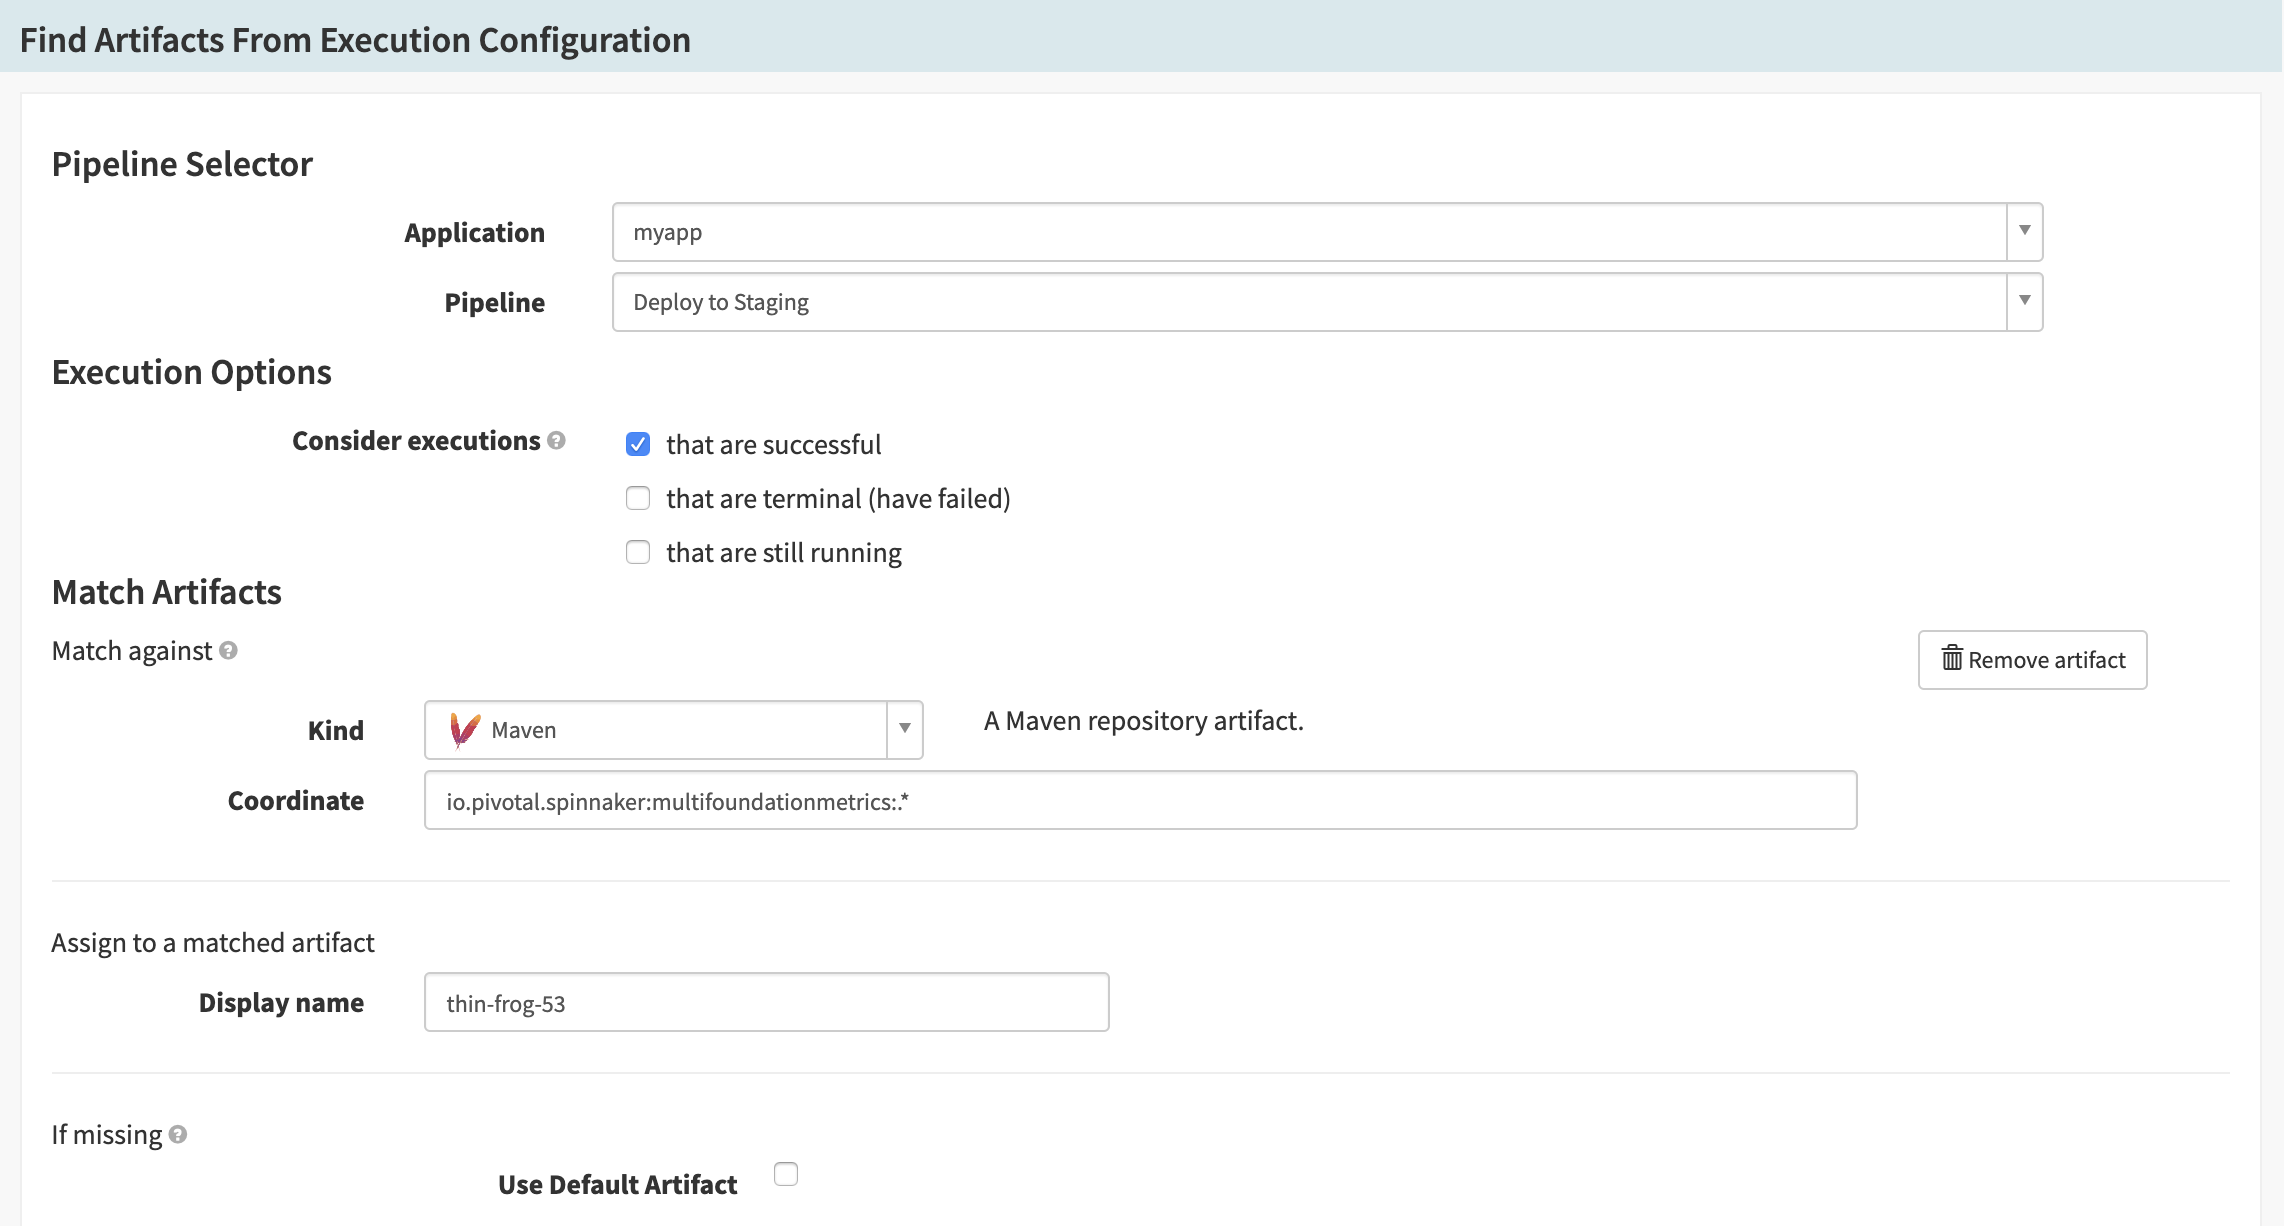 Find Artifacts From Execution Configuration
Pipeline Selector
Application myapp
Pipeline Deploy to Staging
Execution Options
Consider executions that are successful
that are terminal (have failed)
that are still running
Match Artifacts
Match against Remove artifact
Kind Maven A Maven repository artifact.
Coordinate io.pivotal.spinnaker:multifoundationmetrics:.*
Assign to a matched artifact
Display name thin-frog-53
If missing
Use Default Artifact